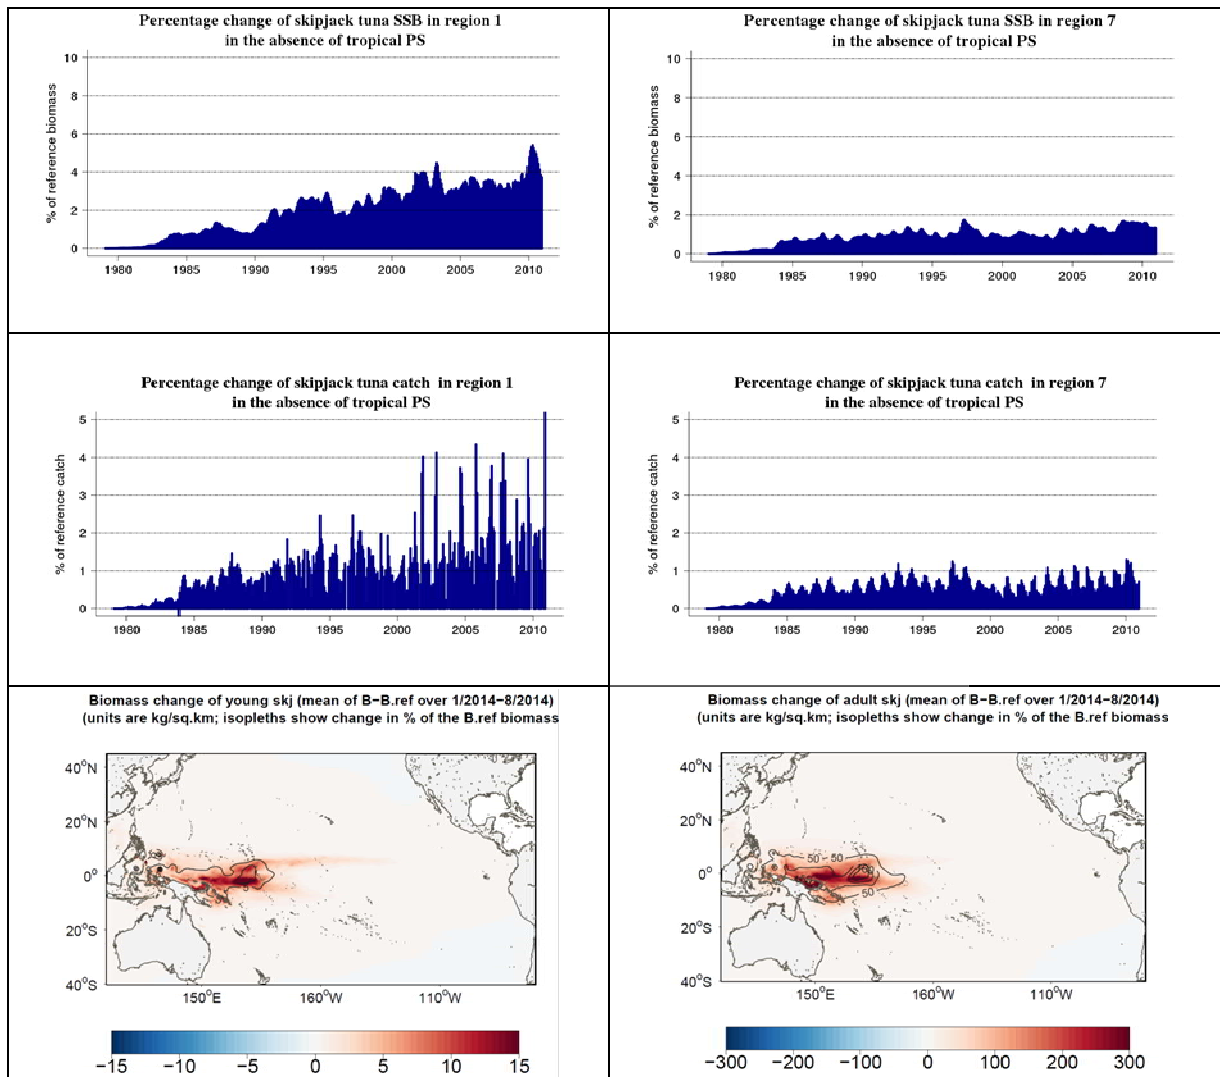 Percentage change of skipjack tuna SSB in region 1
in the absence of tropical PS
% of reference biomass
10
8
6
4
2
0
1980 1985 1990 1995 2000 2005 2010
Percentage change of skipjack tuna SSB in region 7
in the absence of tropical PS
% of reference biomass
10
8
6
4
2
0
1980 1985 1990 1995 2000 2005 2010
Percentage change of skipjack tuna catch in region 1
in the absence of tropical PS
% of reference catch
5
4
3
2
1
0
1980 1985 1990 1995 2000 2005 2010
Percentage change of skipjack tuna catch in region 7
in the absence of tropical PS
% of reference catch
5
4
3
2
1
0
1980 1985 1990 1995 2000 2005 2010
Biomass change of young skj (mean of B−B.ref over 1/2014−8/2014)
(units are kg/sq.km; isopleths show change in % of the B.ref biomass
40°N
20°N
0°
20°S
40°S
150°E 160°W 110°W
−15 −10 −5 0 5 10 15
Biomass change of adult skj (mean of B−B.ref over 1/2014−8/2014)
(units are kg/sq.km; isopleths show change in % of the B.ref biomass
40°N
20°N
0°
20°S
40°S
50 50
50
150°E 160°W 110°W
−300 −200 −100 0 100 200 300